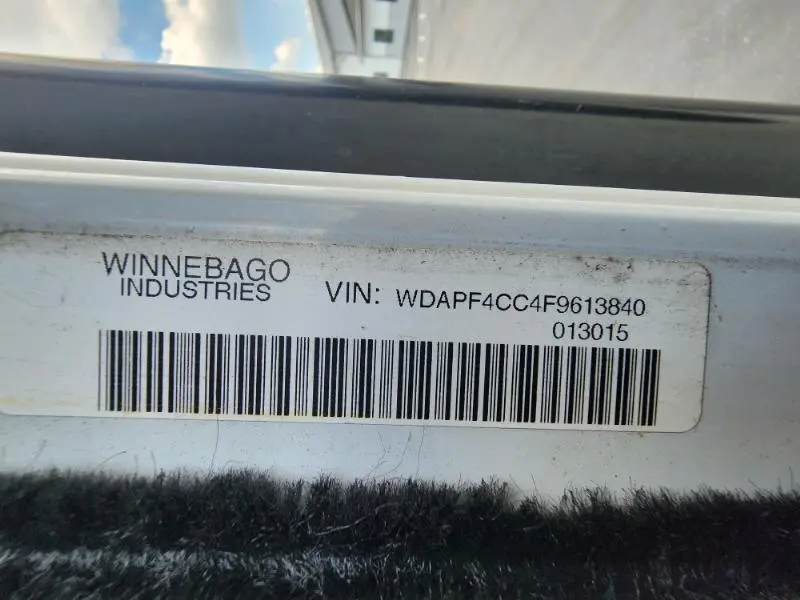 WINNEBAGO
INDUSTRIES
VIN: WDAPF4CC4F9613840
013015